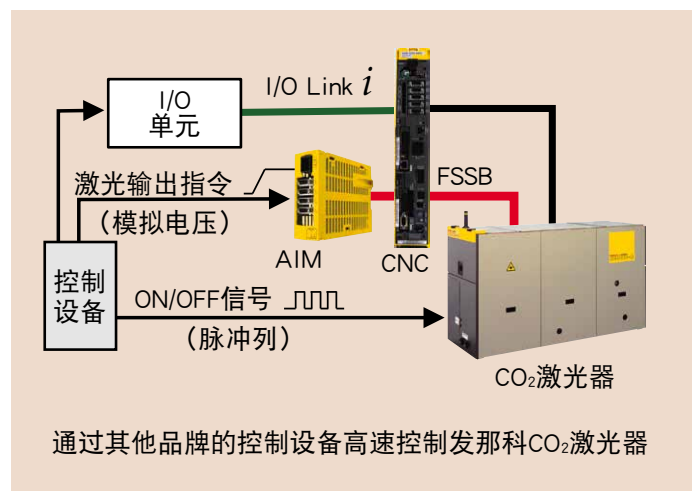 I/O Link i
I/O
单元
激光输出指令
（模拟电压）
FSSB
AIM
CNC
控制
设备
ON/OFF信号
（脉冲列）
CO₂激光器
通过其他品牌的控制设备高速控制发那科CO₂激光器